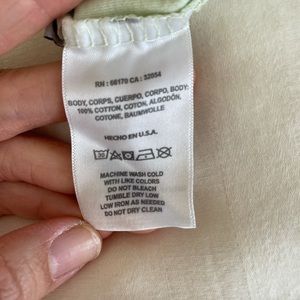 RN : 66170 CA : 32054
BODY, CORPS, CUERPO, CORPO, BODY:
100% COTTON, COTON, ALGODÓN,
COTONE, BAUMWOLLE
HECHO EN U.S.A.
MACHINE WASH COLD
WITH LIKE COLORS
DO NOT BLEACH
TUMBLE DRY LOW
LOW IRON AS NEEDED
DO NOT DRY CLEAN